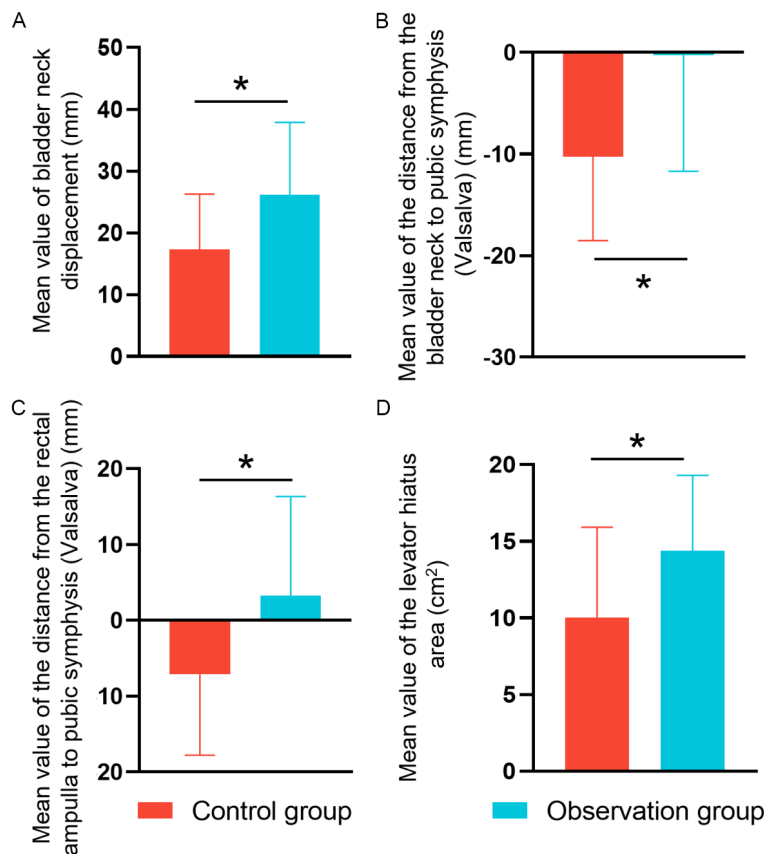 A
Mean value of bladder neck
displacement (mm)
50
40
30
20
10
0
*
B
Mean value of the distance from the
bladder neck to pubic symphysis
(Valsalva) (mm)
0
-10
-20
-30
*
C
Mean value of the distance from the rectal
ampulla to pubic symphysis (Valsalva) (mm)
20
10
0
10
20
*
D
Mean value of the levator hiatus
area (cm²)
20
15
10
5
0
*
Control group
Observation group